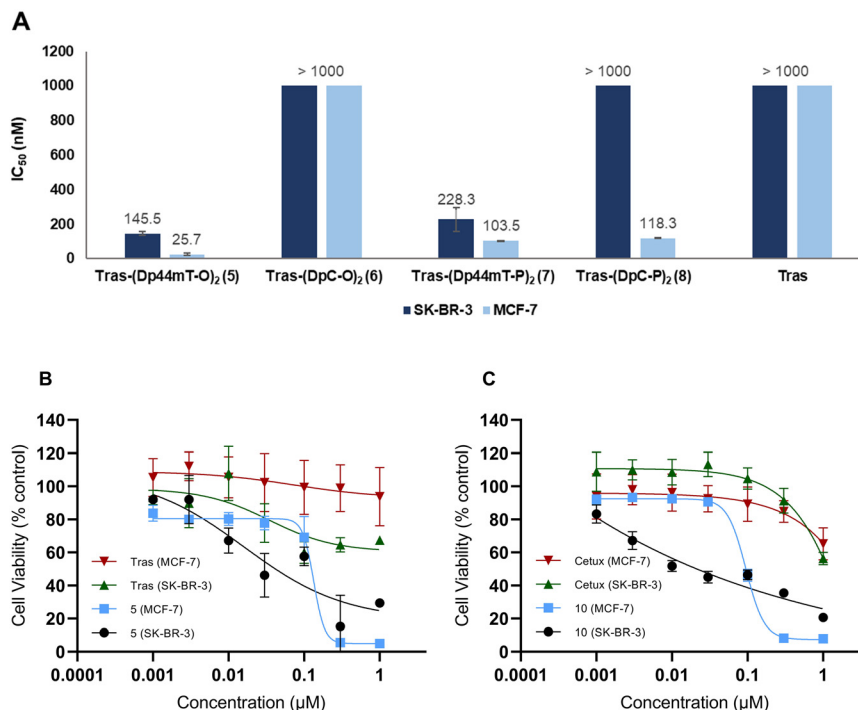 A
1200
1000
800
600
400
200
0
IC₅₀ (nM)
145.5
25.7
> 1000
228.3
103.5
118.3
> 1000
Tras-(Dp44mT-O)₂ (5)
Tras-(DpC-O)₂ (6)
Tras-(Dp44mT-P)₂ (7)
Tras-(DpC-P)₂ (8)
Tras
SK-BR-3
MCF-7
B
140
120
100
80
60
40
20
0
Cell Viability (% control)
Tras (MCF-7)
Tras (SK-BR-3)
5 (MCF-7)
5 (SK-BR-3)
0.0001
0.001
0.01
0.1
1
Concentration (µM)
C
140
120
100
80
60
40
20
0
Cell Viability (% control)
Cetux (MCF-7)
Cetux (SK-BR-3)
10 (MCF-7)
10 (SK-BR-3)
0.0001
0.001
0.01
0.1
1
Concentration (µM)